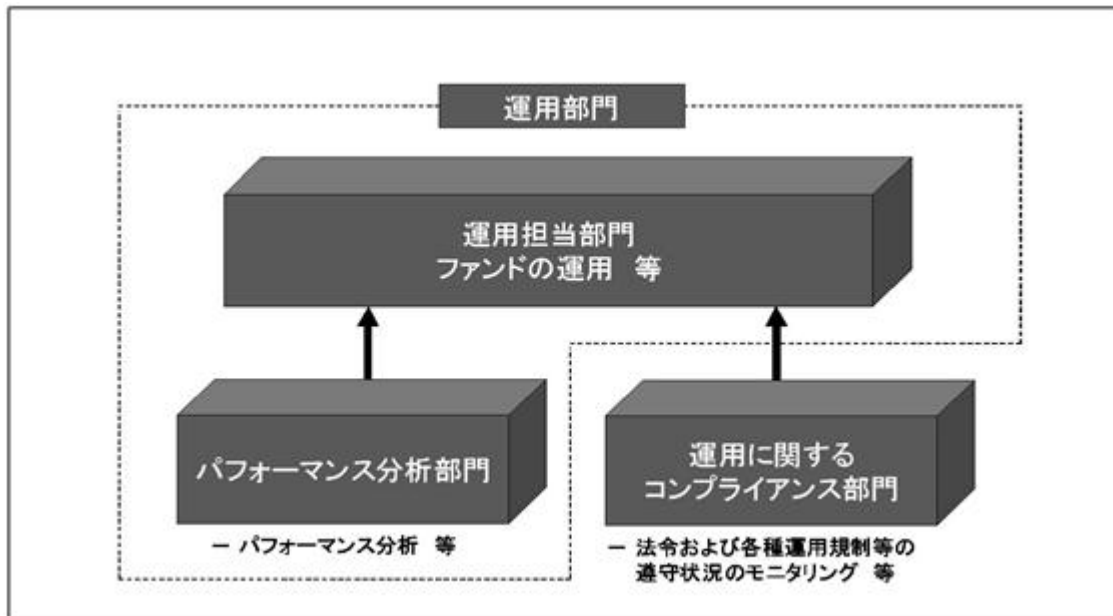 運用部門
運用担当部門
ファンドの運用 等
パフォーマンス分析部門
− パフォーマンス分析 等
運用に関する
コンプライアンス部門
− 法令および各種運用規制等の
遵守状況のモニタリング 等